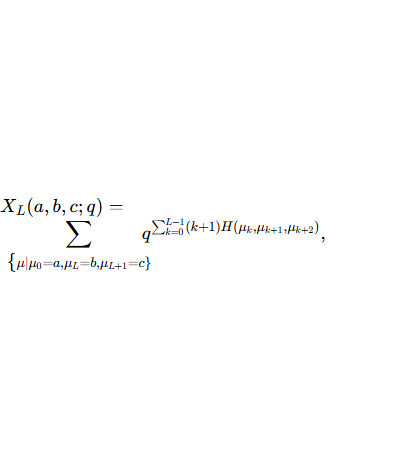 X_L(a, b, c; q) =
\sum_{\{\mu|\mu_0=a,\mu_L=b,\mu_{L+1}=c\}} q^{\sum_{k=0}^{L-1}(k+1)H(\mu_k,\mu_{k+1},\mu_{k+2})},